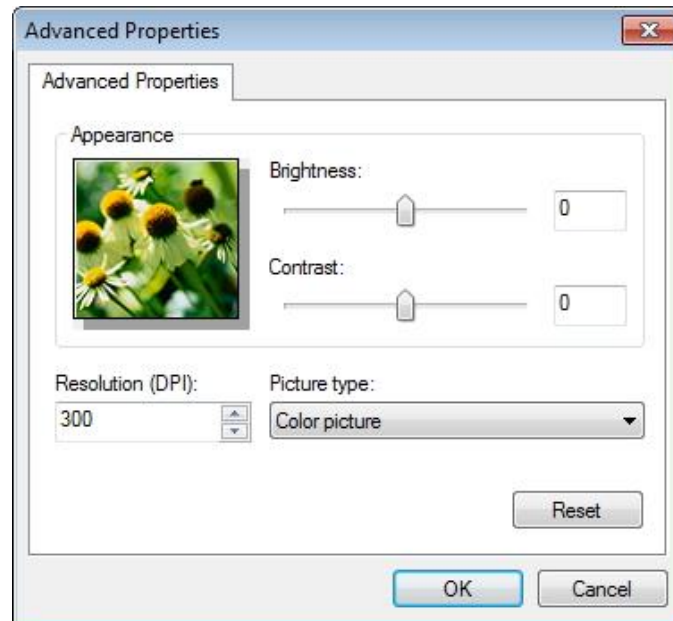 Advanced Properties
Advanced Properties
Appearance
Brightness:
0
Contrast:
0
Resolution (DPI):
300
Picture type:
Color picture
Reset
OK
Cancel